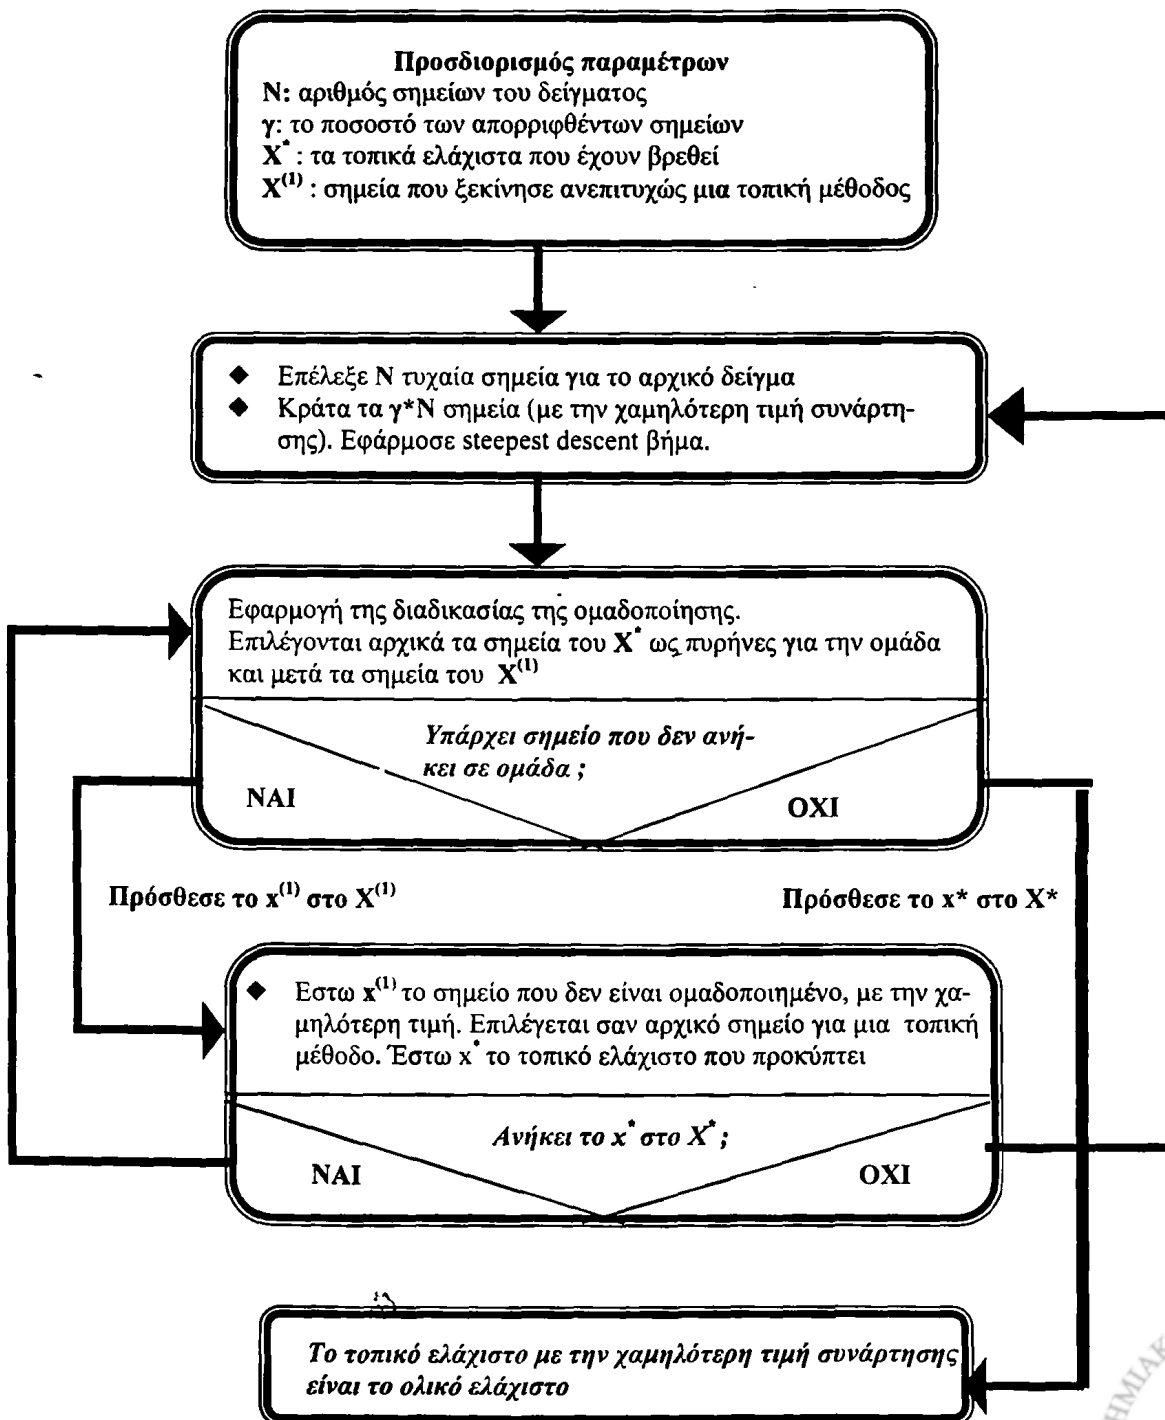 Προσδιορισμός παραμέτρων
N: αριθμός σημείων του δείγματος
γ: το ποσοστό των απορριφθέντων σημείων
X* : τα τοπικά ελάχιστα που έχουν βρεθεί
X(1) : σημεία που ξεκίνησε ανεπιτυχώς μια τοπική μέθοδος
◆ Επέλεξε N τυχαία σημεία για το αρχικό δείγμα
◆ Κράτα τα γ*N σημεία (με την χαμηλότερη τιμή συνάρτη-
σης). Εφάρμοσε steepest descent βήμα.
Εφαρμογή της διαδικασίας της ομαδοποίησης.
Επιλέγονται αρχικά τα σημεία του X* ως πυρήνες για την ομάδα
και μετά τα σημεία του X(1)
Υπάρχει σημείο που δεν ανή-
κει σε ομάδα ;
ΝΑΙ
ΟΧΙ
Πρόσθεσε το x(1) στο X(1)
Πρόσθεσε το x* στο X*
◆ Εστω x(1) το σημείο που δεν είναι ομαδοποιημένο, με την χα-
μηλότερη τιμή. Επιλέγεται σαν αρχικό σημείο για μια τοπική
μέθοδο. Έστω x* το τοπικό ελάχιστο που προκύπτει
Ανήκει το x* στο X*;
ΝΑΙ
ΟΧΙ
Το τοπικό ελάχιστο με την χαμηλότερη τιμή συνάρτησης
είναι το ολικό ελάχιστο